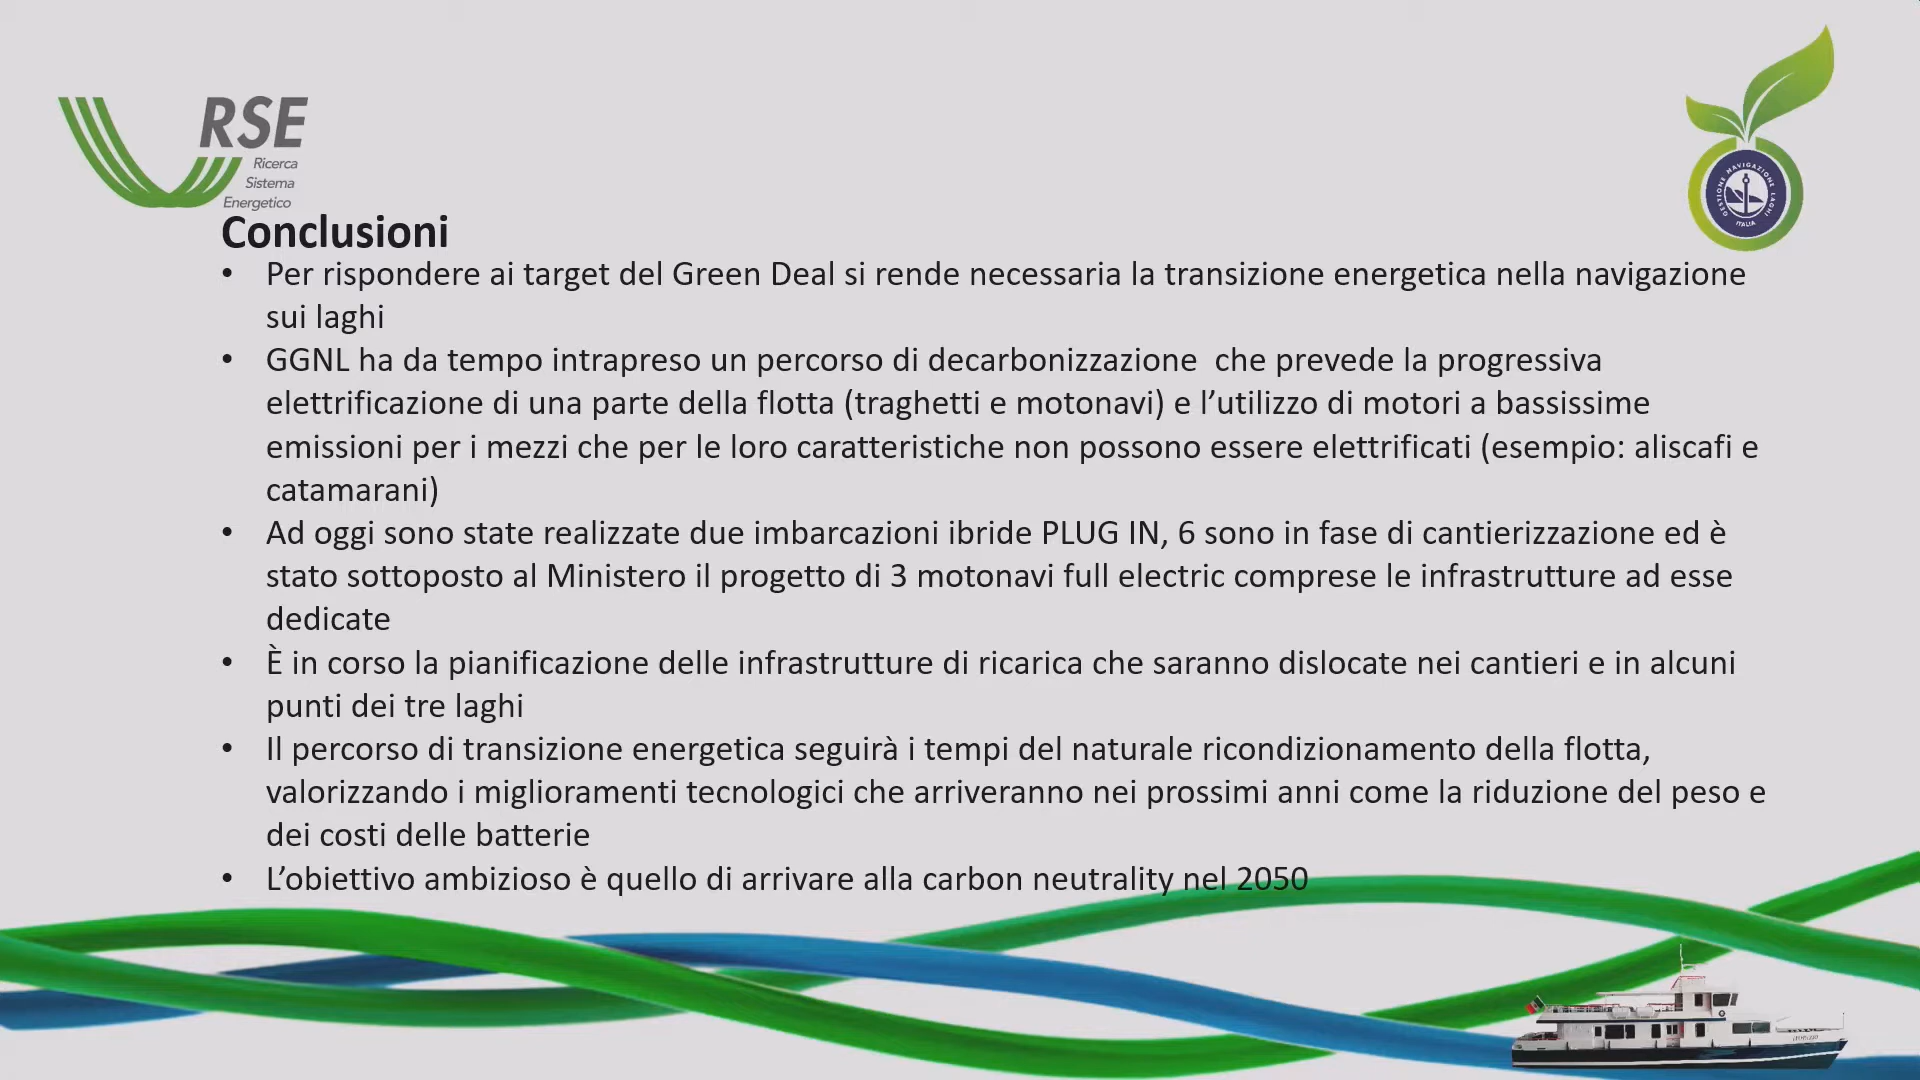 RSE
Ricerca
Sistema
Energetico
GESTIONE NAVIGAZIONE LAGHI
ITALIA
Conclusioni
• Per rispondere ai target del Green Deal si rende necessaria la transizione energetica nella navigazione
sui laghi
• GGNL ha da tempo intrapreso un percorso di decarbonizzazione  che prevede la progressiva
elettrificazione di una parte della flotta (traghetti e motonavi) e l’utilizzo di motori a bassissime
emissioni per i mezzi che per le loro caratteristiche non possono essere elettrificati (esempio: aliscafi e
catamarani)
• Ad oggi sono state realizzate due imbarcazioni ibride PLUG IN, 6 sono in fase di cantierizzazione ed è
stato sottoposto al Ministero il progetto di 3 motonavi full electric comprese le infrastrutture ad esse
dedicate
• È in corso la pianificazione delle infrastrutture di ricarica che saranno dislocate nei cantieri e in alcuni
punti dei tre laghi
• Il percorso di transizione energetica seguirà i tempi del naturale ricondizionamento della flotta,
valorizzando i miglioramenti tecnologici che arriveranno nei prossimi anni come la riduzione del peso e
dei costi delle batterie
• L’obiettivo ambizioso è quello di arrivare alla carbon neutrality nel 2050